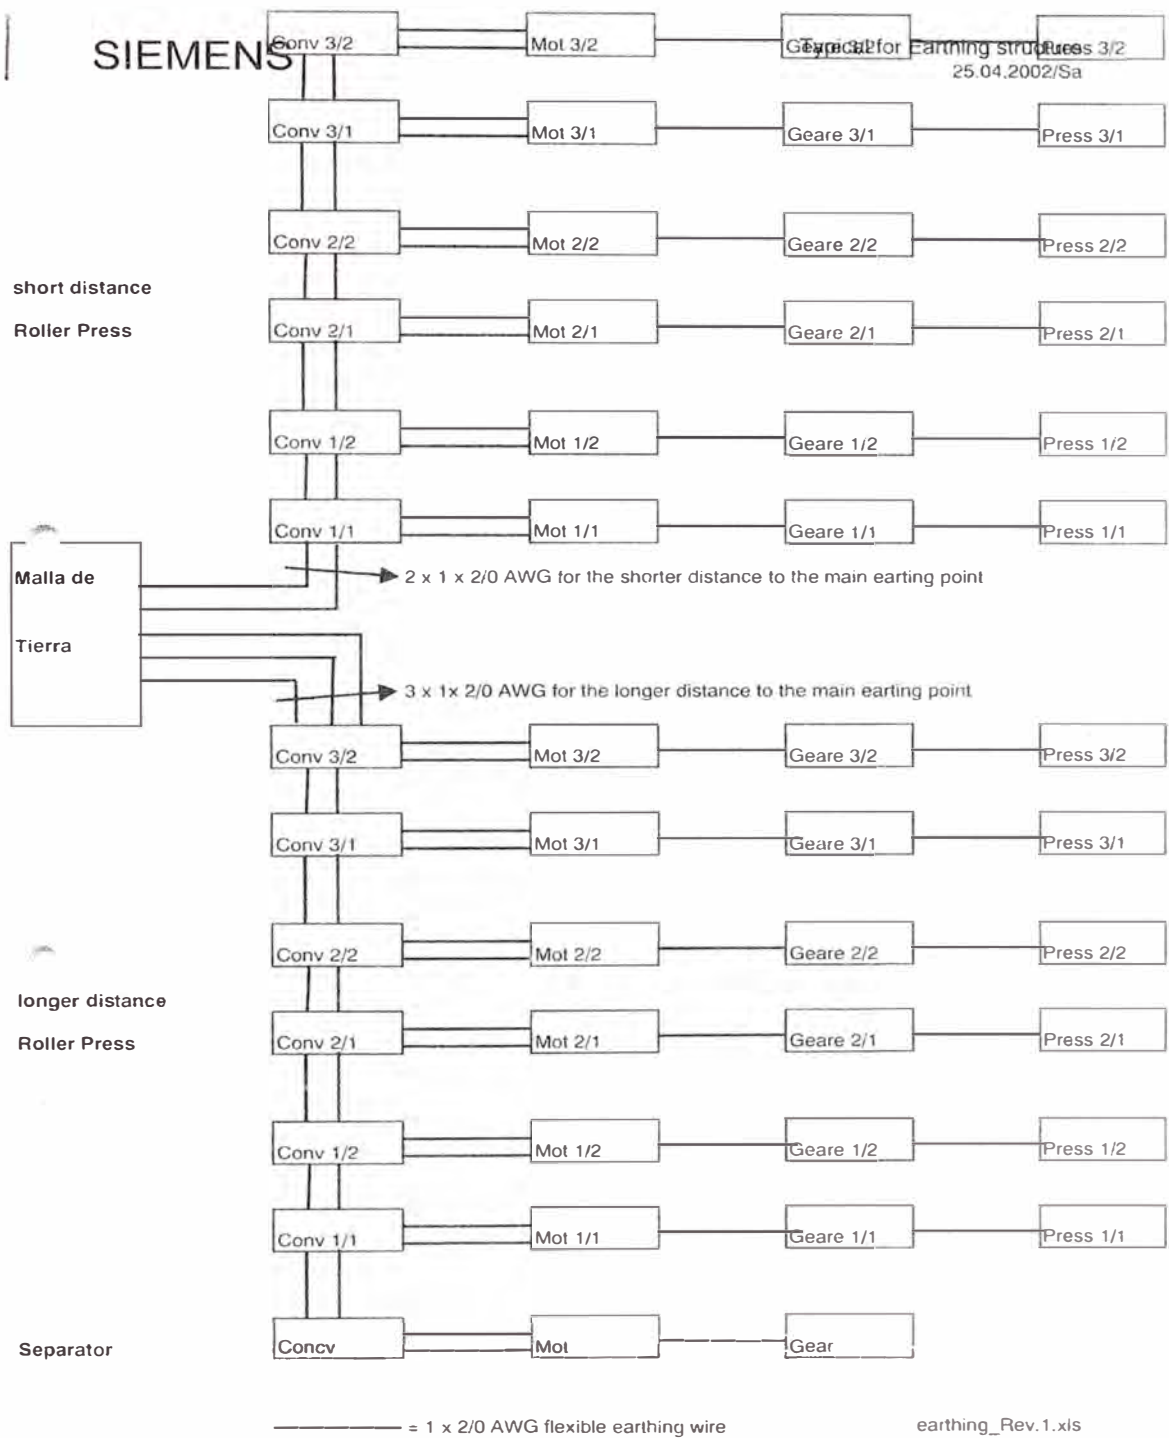 SIEMENS
Typical for Earthing structures
25.04.2002/Sa
Conv 3/2 Mot 3/2 Geare 3/2 Press 3/2
Conv 3/1 Mot 3/1 Geare 3/1 Press 3/1
Conv 2/2 Mot 2/2 Geare 2/2 Press 2/2
short distance
Roller Press
Conv 2/1 Mot 2/1 Geare 2/1 Press 2/1
Conv 1/2 Mot 1/2 Geare 1/2 Press 1/2
Conv 1/1 Mot 1/1 Geare 1/1 Press 1/1
Malla de
Tierra
2 x 1 x 2/0 AWG for the shorter distance to the main earting point
3 x 1x 2/0 AWG for the longer distance to the main earting point
Conv 3/2 Mot 3/2 Geare 3/2 Press 3/2
Conv 3/1 Mot 3/1 Geare 3/1 Press 3/1
Conv 2/2 Mot 2/2 Geare 2/2 Press 2/2
longer distance
Roller Press
Conv 2/1 Mot 2/1 Geare 2/1 Press 2/1
Conv 1/2 Mot 1/2 Geare 1/2 Press 1/2
Conv 1/1 Mot 1/1 Geare 1/1 Press 1/1
Separator
Concv Mot Gear
= 1 x 2/0 AWG flexible earthing wire
earthing_Rev.1.xls